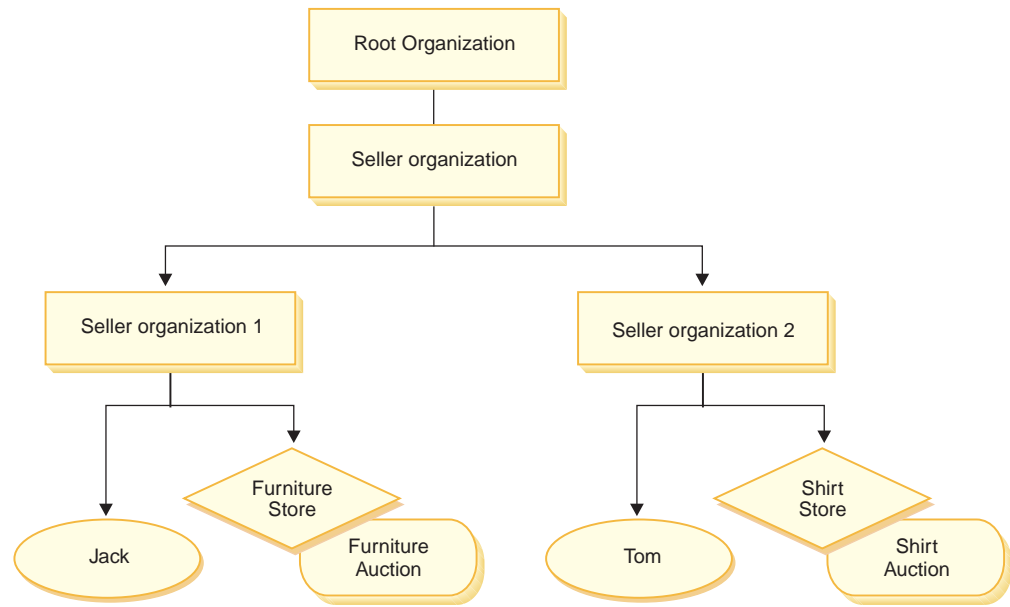 Root Organization
Seller organization
Seller organization 1
Seller organization 2
Furniture
Store
Shirt
Store
Jack
Furniture
Auction
Tom
Shirt
Auction